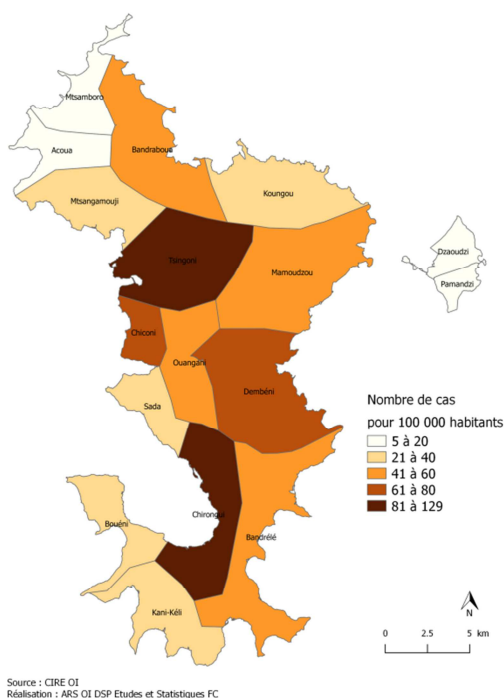 Mtsamboro
Acoua
Bandraboua
Mtsangamouji
Koungou
Tsingoni
Mamoudzou
Dzaoudzi
Pamandzi
Chiconi
Ouangani
Dembéni
Sada
Chirongui
Bouéni
Bandrélé
Kani-Kéli
Nombre de cas
pour 100 000 habitants
5 à 20
21 à 40
41 à 60
61 à 80
81 à 129
N
0 2.5 5 km
Source : CIRE OI
Réalisation : ARS OI DSP Etudes et Statistiques FC